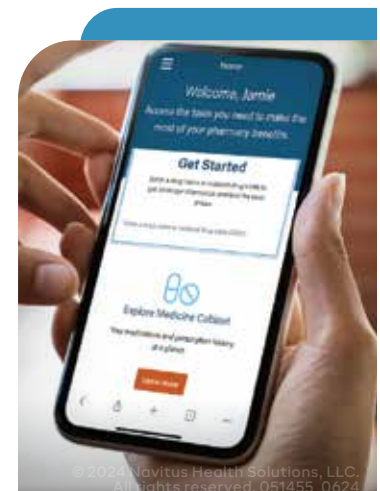 Home
Welcome, Jamie
Access the tools you need to make the
most of your pharmacy benefits.
Get Started
Explore Medicine Cabinet
Your medications and prescription history
at a glance.
Learn More
© 2024 Navitus Health Solutions, LLC.
All rights reserved. 051455_0624